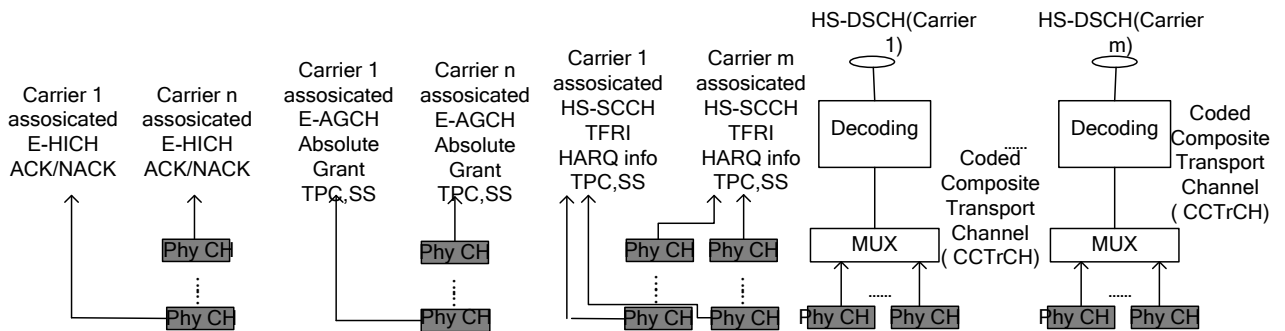 Carrier 1
assosicated
E-HICH
ACK/NACK
Carrier n
assosicated
E-HICH
ACK/NACK
Carrier 1
assosicated
E-AGCH
Absolute
Grant
TPC,SS
Carrier n
assosicated
E-AGCH
Absolute
Grant
TPC,SS
Carrier 1
assosicated
HS-SCCH
TFRI
HARQ info
TPC,SS
Carrier m
assosicated
HS-SCCH
TFRI
HARQ info
TPC,SS
HS-DSCH(Carrier
1)
Decoding
Coded
Composite
Transport
Channel
( CCTrCH)
MUX
HS-DSCH(Carrier
m)
Decoding
Coded
Composite
Transport
Channel
( CCTrCH)
MUX
......
Phy CH
Phy CH
Phy CH
Phy CH
Phy CH
Phy CH
Phy CH
Phy CH
Phy CH
......
Phy CH
Phy CH
......
Phy CH